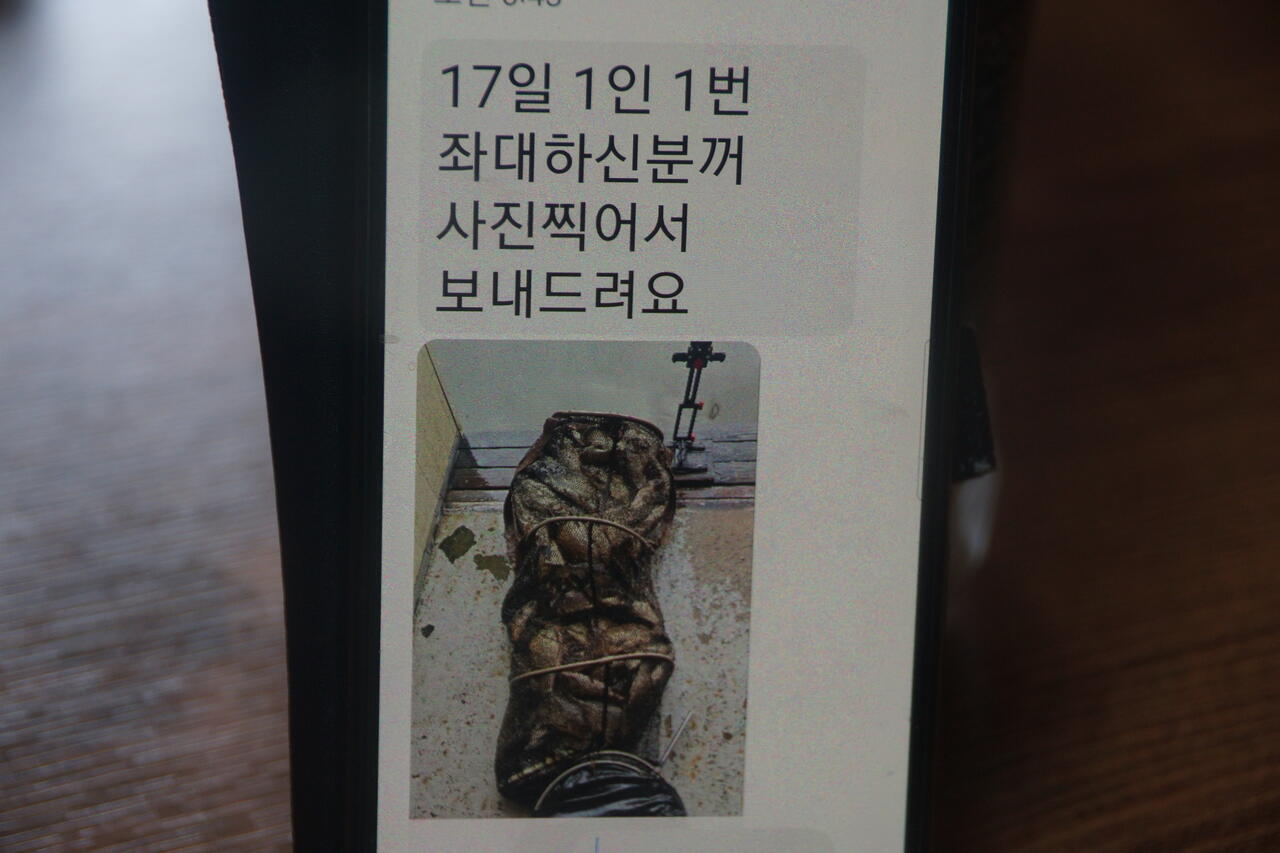 17일 1인 1번
좌대하신분꺼
사진찍어서
보내드려요